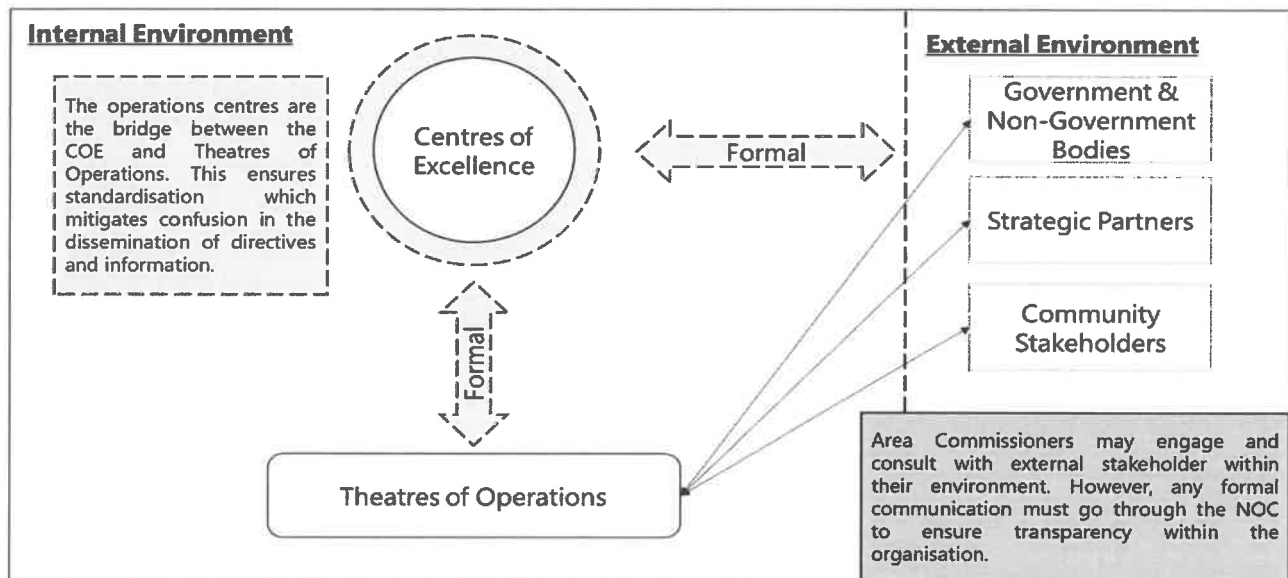 Internal Environment
The operations centres are
the bridge between the
COE and Theatres of
Operations. This ensures
standardisation which
mitigates confusion in the
dissemination of directives
and information.
Centres of
Excellence
Formal
Formal
Theatres of Operations
External Environment
Government &
Non-Government
Bodies
Strategic Partners
Community
Stakeholders
Area Commissioners may engage and
consult with external stakeholder within
their environment. However, any formal
communication must go through the NOC
to ensure transparency within the
organisation.